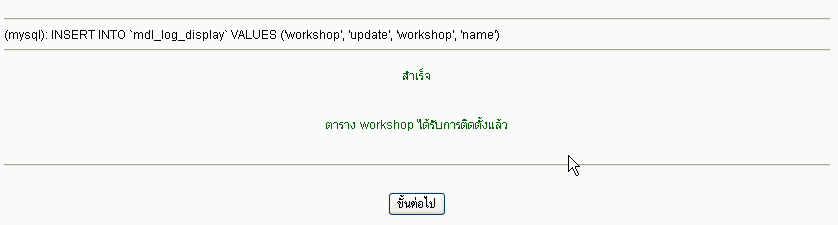 (mysql): INSERT INTO `mdl_log_display` VALUES ('workshop', 'update', 'workshop', 'name')
สำเร็จ
ตาราง workshop ได้รับการติดตั้งแล้ว
ขั้นต่อไป